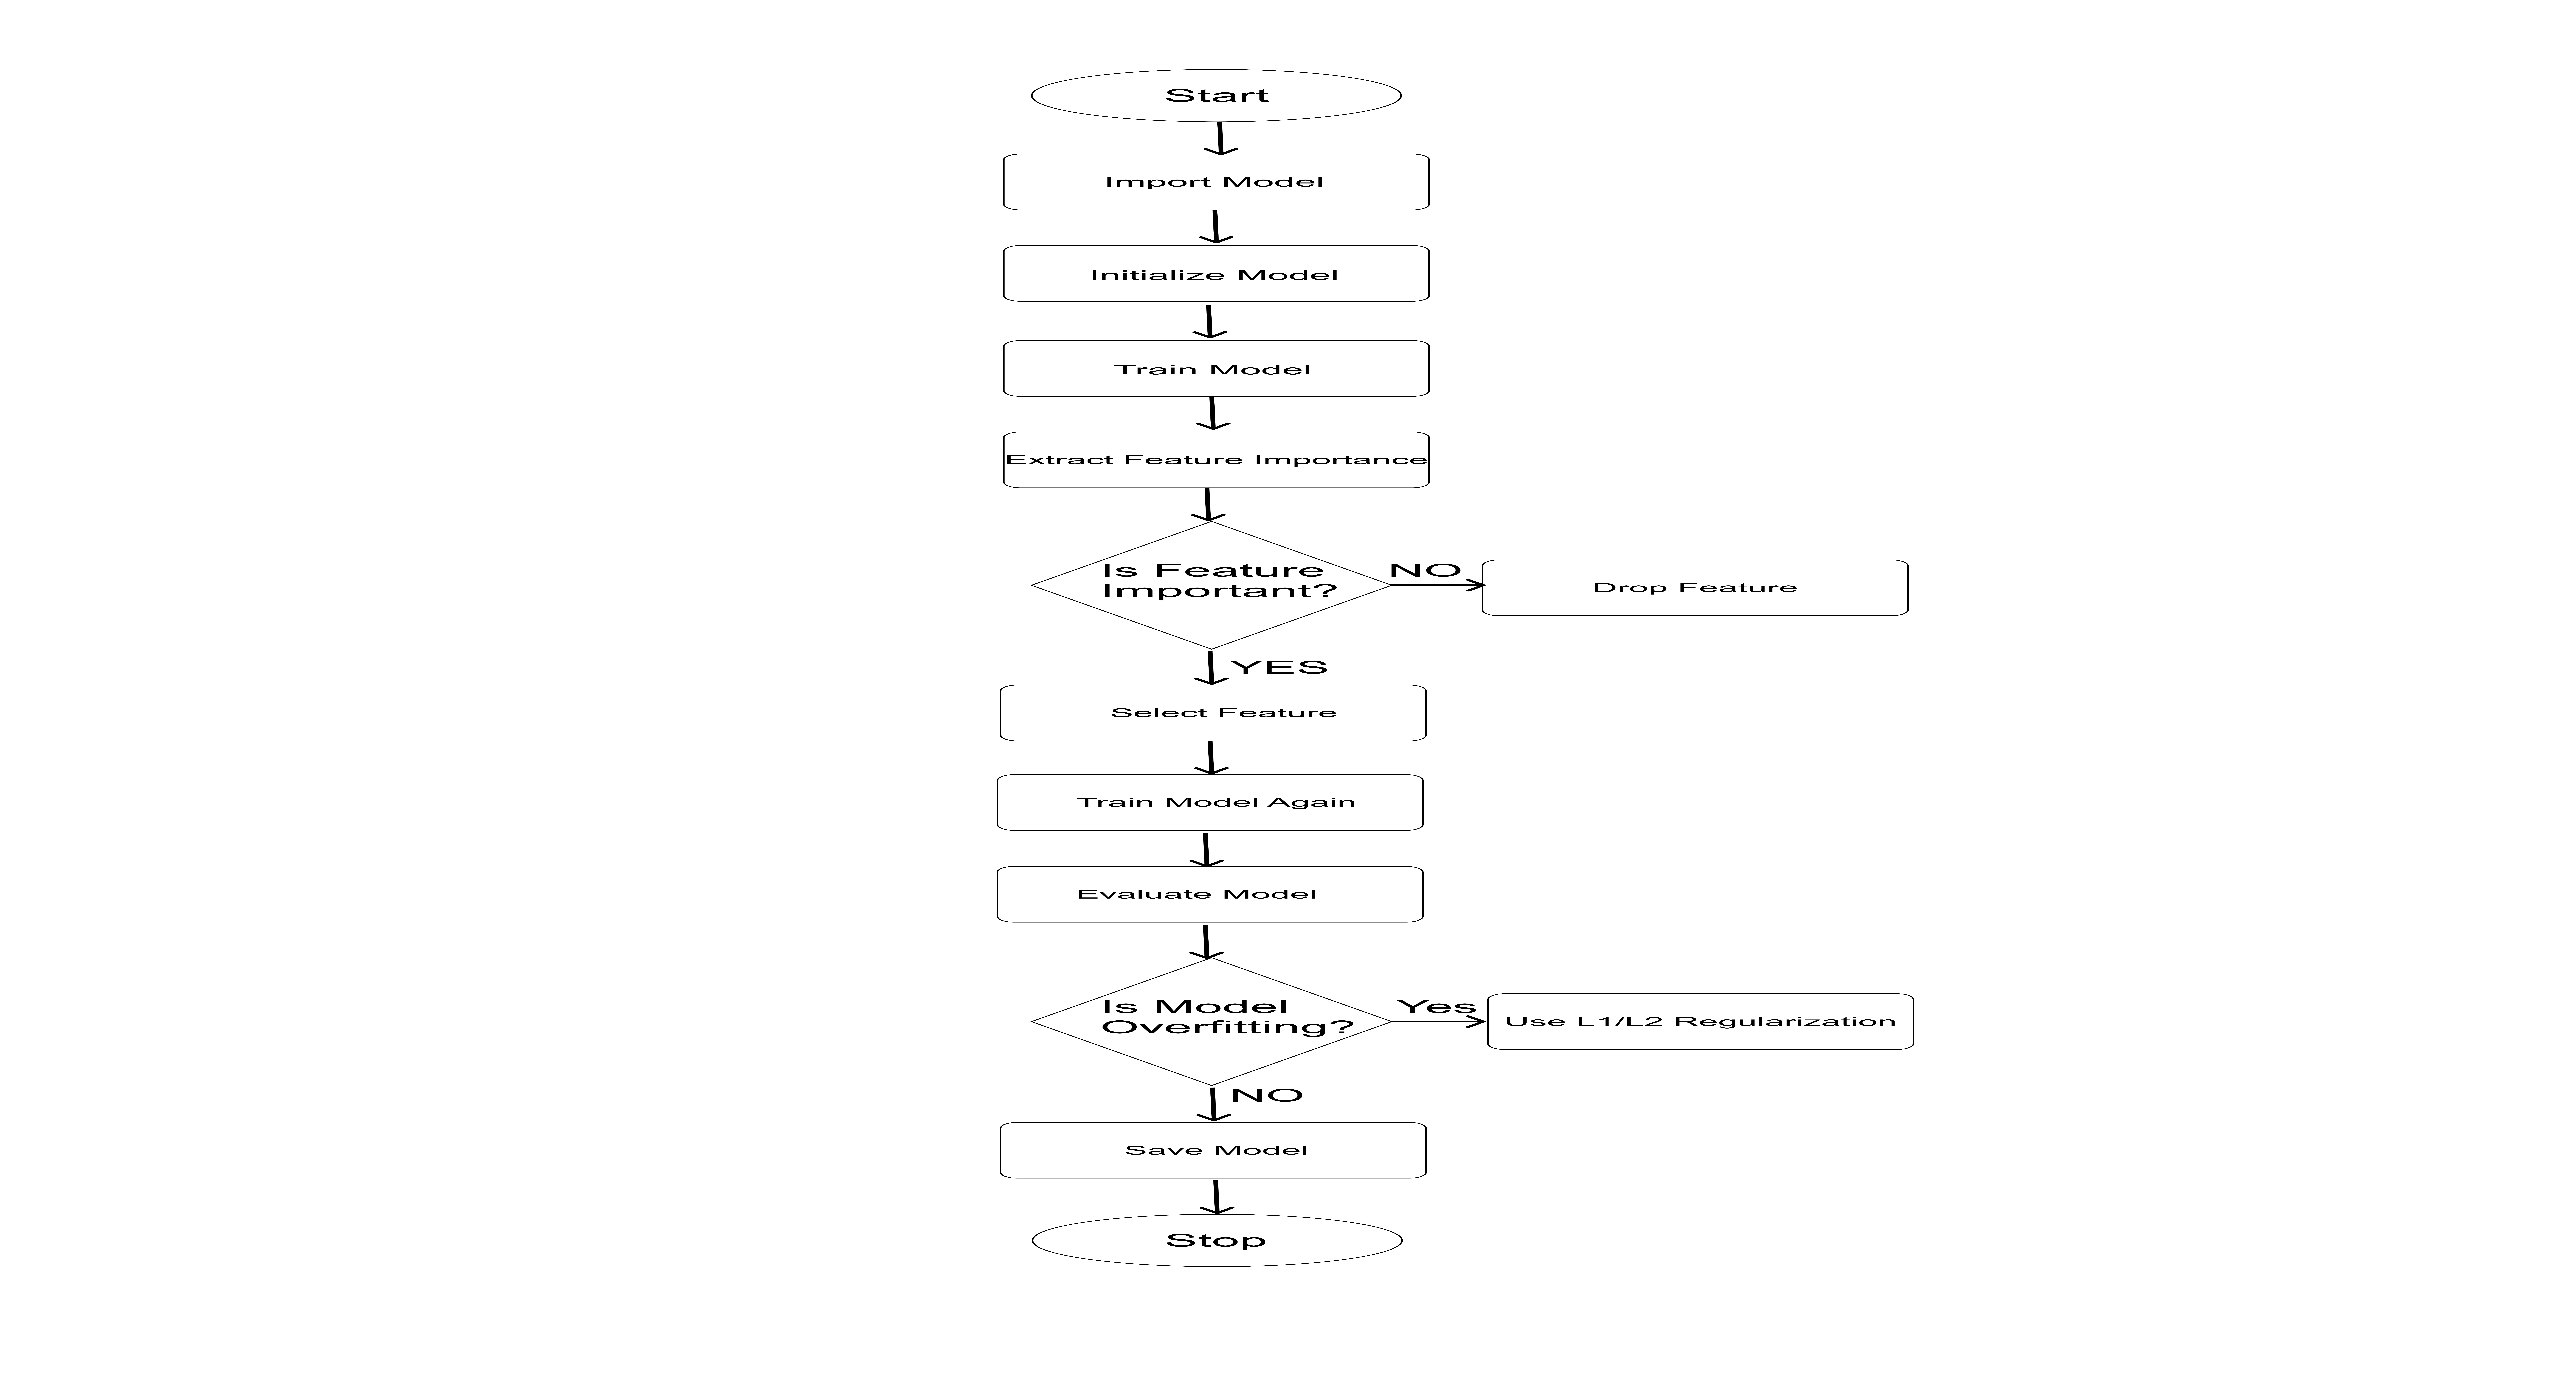 Start
Import Model
Initialize Model
Train Model
Extract Feature Importance
Is Feature
Important?
NO
Drop Feature
YES
Select Feature
Train Model Again
Evaluate Model
Is Model
Overfitting?
Yes
Use L1/L2 Regularization
NO
Save Model
Stop